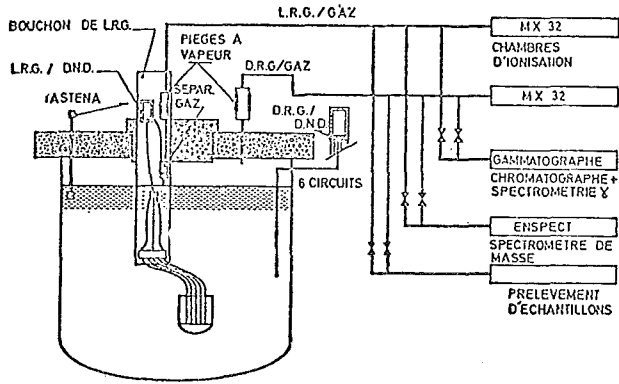 L.R.G./GAZ
BOUCHON DE L.R.G.
PIEGES A
VAPEUR
L.R.G./ D.N.D.
D.R.G/GAZ
SEPAR.
GAZ
D.R.G./
D.N.D.
6 CIRCUITS
MX 32
CHAMBRES
D'IONISATION
MX 32
GAMMATOGRAPHE
CHROMATOGRAPHE+
SPECTROMETRIE γ
ENSPECT
SPECTROMETRE DE
MASSE
PRELEVEMENT
D'ECHANTILLONS